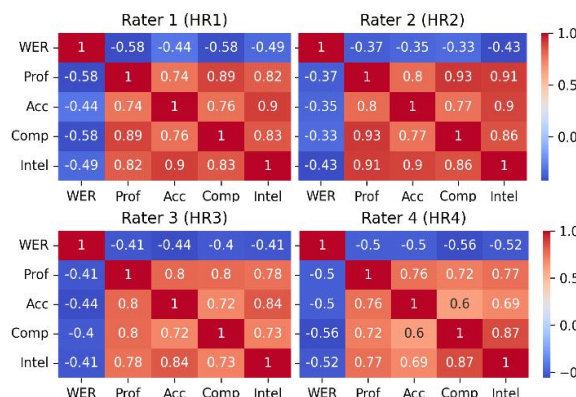 Rater 1 (HR1)
Rater 2 (HR2)
WER 1 -0.58 -0.44 -0.58 -0.49
Prof -0.58 1 0.74 0.89 0.82
Acc -0.44 0.74 1 0.76 0.9
Comp -0.58 0.89 0.76 1 0.83
Intel -0.49 0.82 0.9 0.83 1
WER Prof Acc Comp Intel
WER 1 -0.37 -0.35 -0.33 -0.43
Prof -0.37 1 0.8 0.93 0.91
Acc -0.35 0.8 1 0.77 0.9
Comp -0.33 0.93 0.77 1 0.86
Intel -0.43 0.91 0.9 0.86 1
WER Prof Acc Comp Intel
1.0
0.5
0.0
Rater 3 (HR3)
Rater 4 (HR4)
WER 1 -0.41 -0.44 -0.4 -0.41
Prof -0.41 1 0.8 0.8 0.78
Acc -0.44 0.8 1 0.72 0.84
Comp -0.4 0.8 0.72 1 0.73
Intel -0.41 0.78 0.84 0.73 1
WER Prof Acc Comp Intel
WER 1 -0.5 -0.5 -0.56 -0.52
Prof -0.5 1 0.76 0.72 0.77
Acc -0.5 0.76 1 0.6 0.69
Comp -0.56 0.72 0.6 1 0.87
Intel -0.52 0.77 0.69 0.87 1
WER Prof Acc Comp Intel
1.0
0.5
0.0